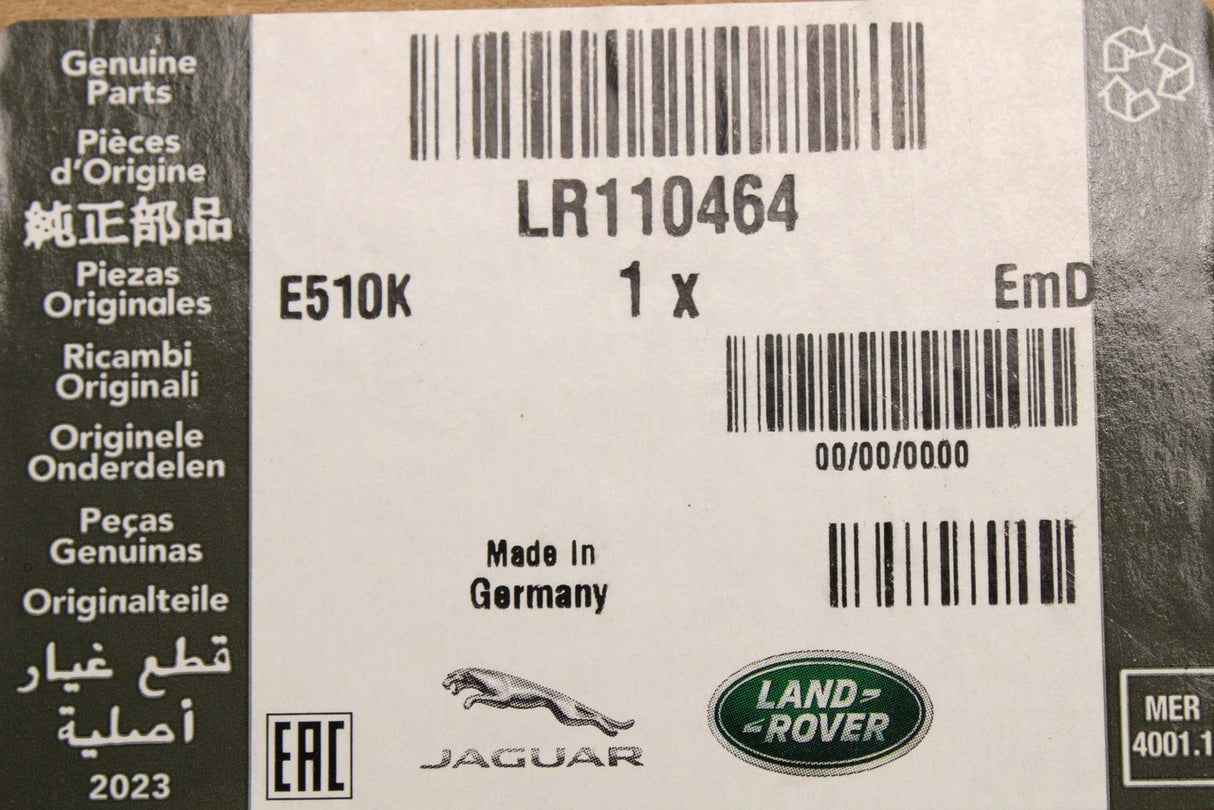 Genuine
Parts
Pièces
d'Origine
純正部品
Piezas
Originales
Ricambi
Originali
Originele
Onderdelen
Peças
Genuinas
Originalteile
قطع غيار
أصلية
2023
LR110464
E510K 1 x EmD
00/00/0000
Made In
Germany
EAC
JAGUAR
LAND-
-ROVER
MER
4001.1